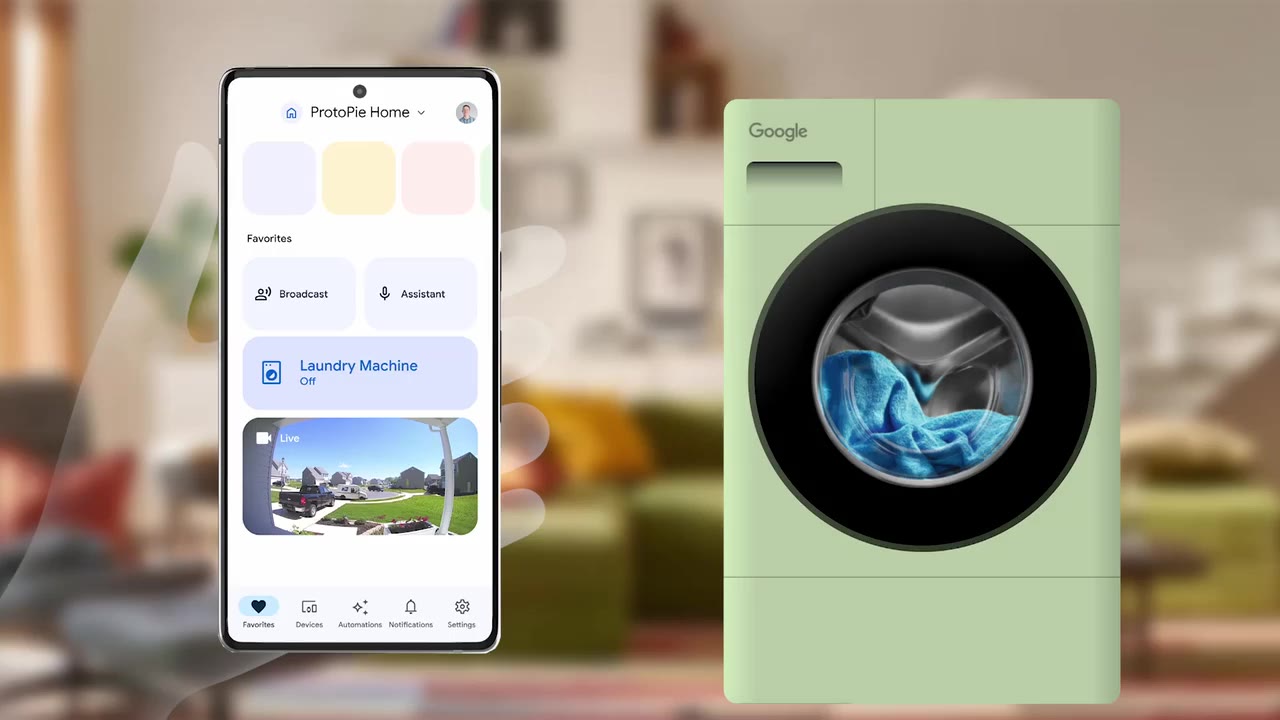 ProtoPie Home
Favorites
Broadcast
Assistant
Laundry Machine
Off
Live
Favorites
Devices
Automations
Notifications
Settings
Google